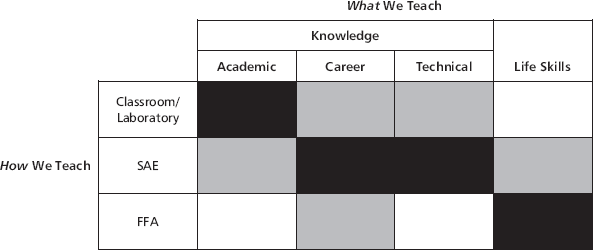 What We Teach
Knowledge
Academic Career Technical Life Skills
Classroom/
Laboratory
How We Teach SAE
FFA